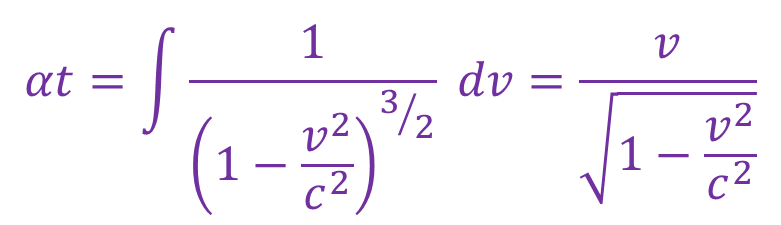 αt = ∫ 1 / (1 − v²/c²)^(3/2) dv = v / √(1 − v²/c²)